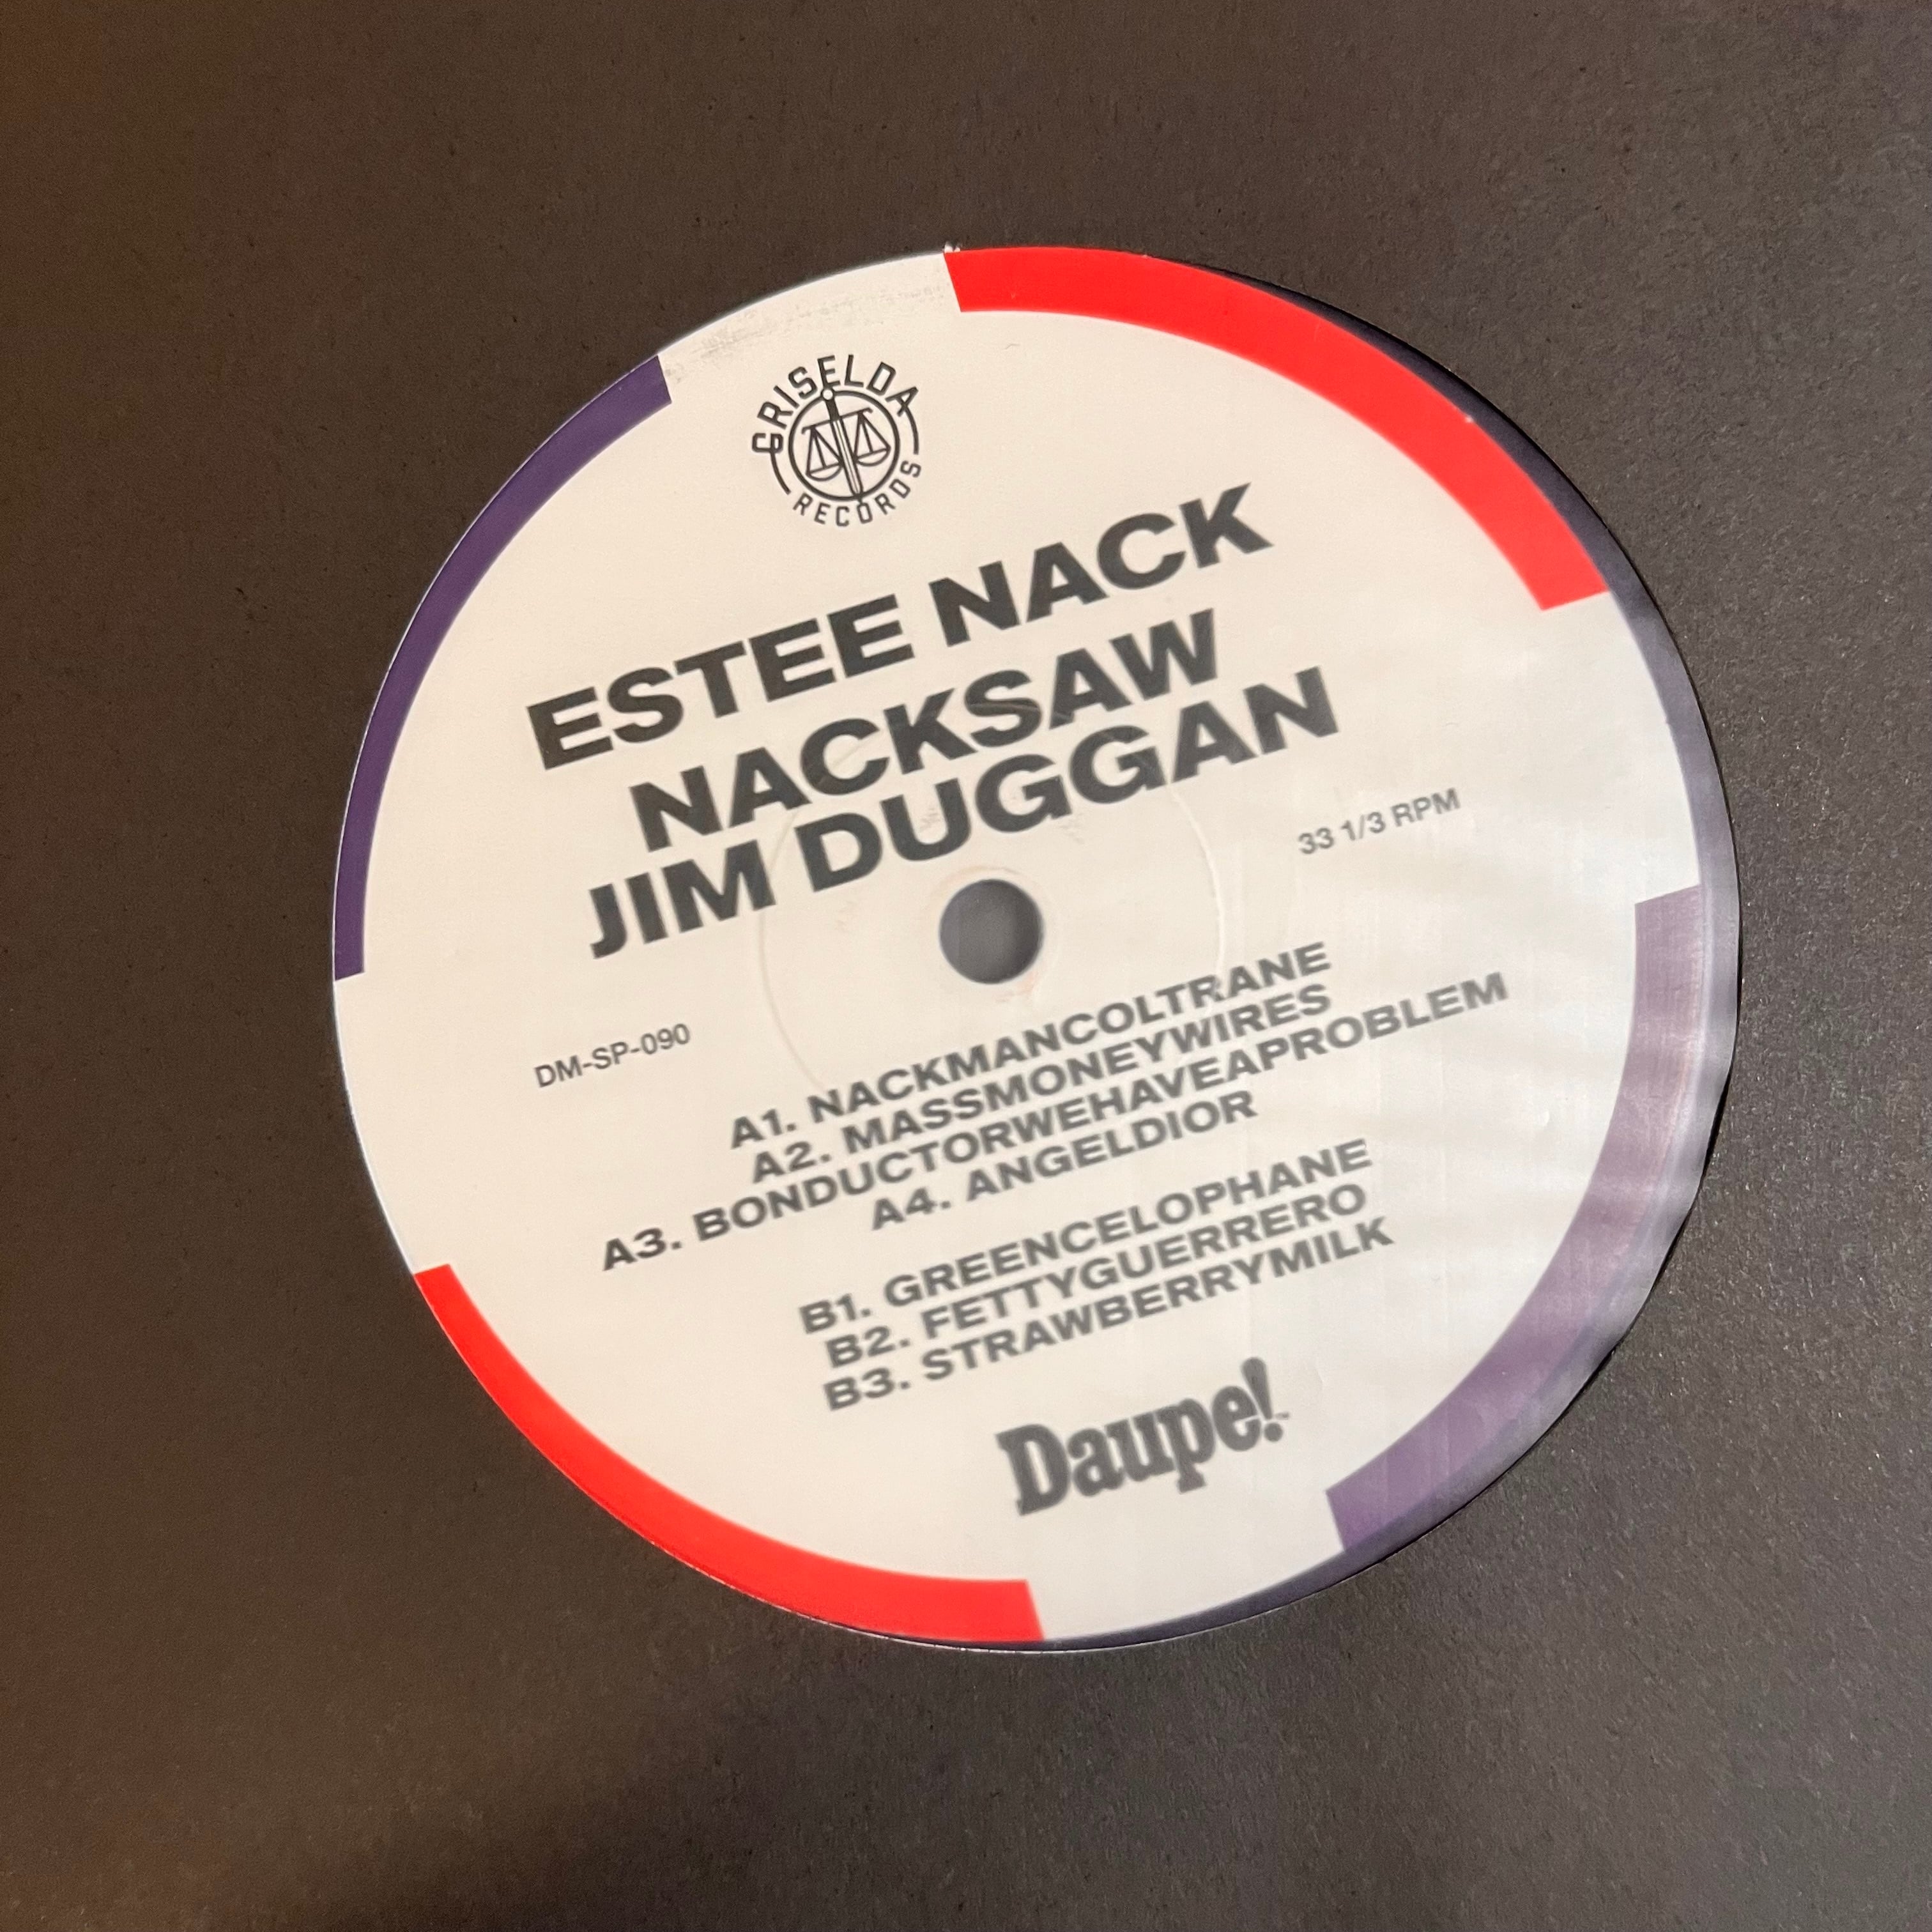 GRISELDA
RECORDS
ESTEE NACK
NACKSAW
JIM DUGGAN
33 1/3 RPM
DM-SP-090
A1. NACKMANCOLTRANE
A2. MASSMONEYWIRES
A3. BONDUCTORWEHAVEAPROBLEM
A4. ANGELDIOR
B1. GREENCELOPHANE
B2. FETTYGUERRERO
B3. STRAWBERRYMILK
Daupe!™